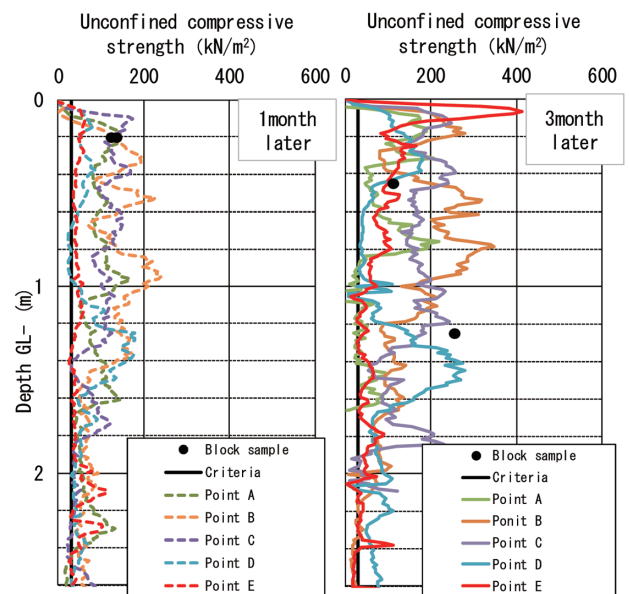 Unconfined compressive
strength (kN/m²)
0 200 400 600
1month
later
Depth GL- (m)
0
1
2
Block sample
Criteria
Point A
Point B
Point C
Point D
Point E
Unconfined compressive
strength (kN/m²)
0 200 400 600
3month
later
Block sample
Criteria
Point A
Ponit B
Point C
Point D
Point E